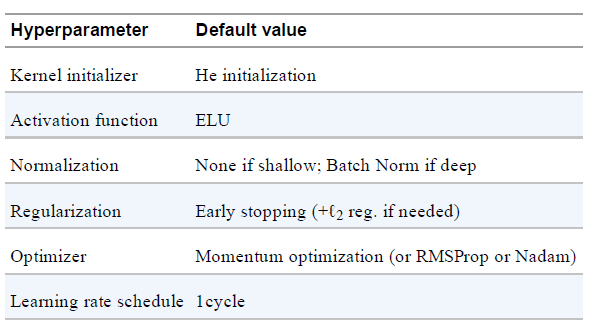 Hyperparameter Default value
Kernel initializer He initialization
Activation function ELU
Normalization None if shallow; Batch Norm if deep
Regularization Early stopping (+ℓ₂ reg. if needed)
Optimizer Momentum optimization (or RMSProp or Nadam)
Learning rate schedule 1cycle